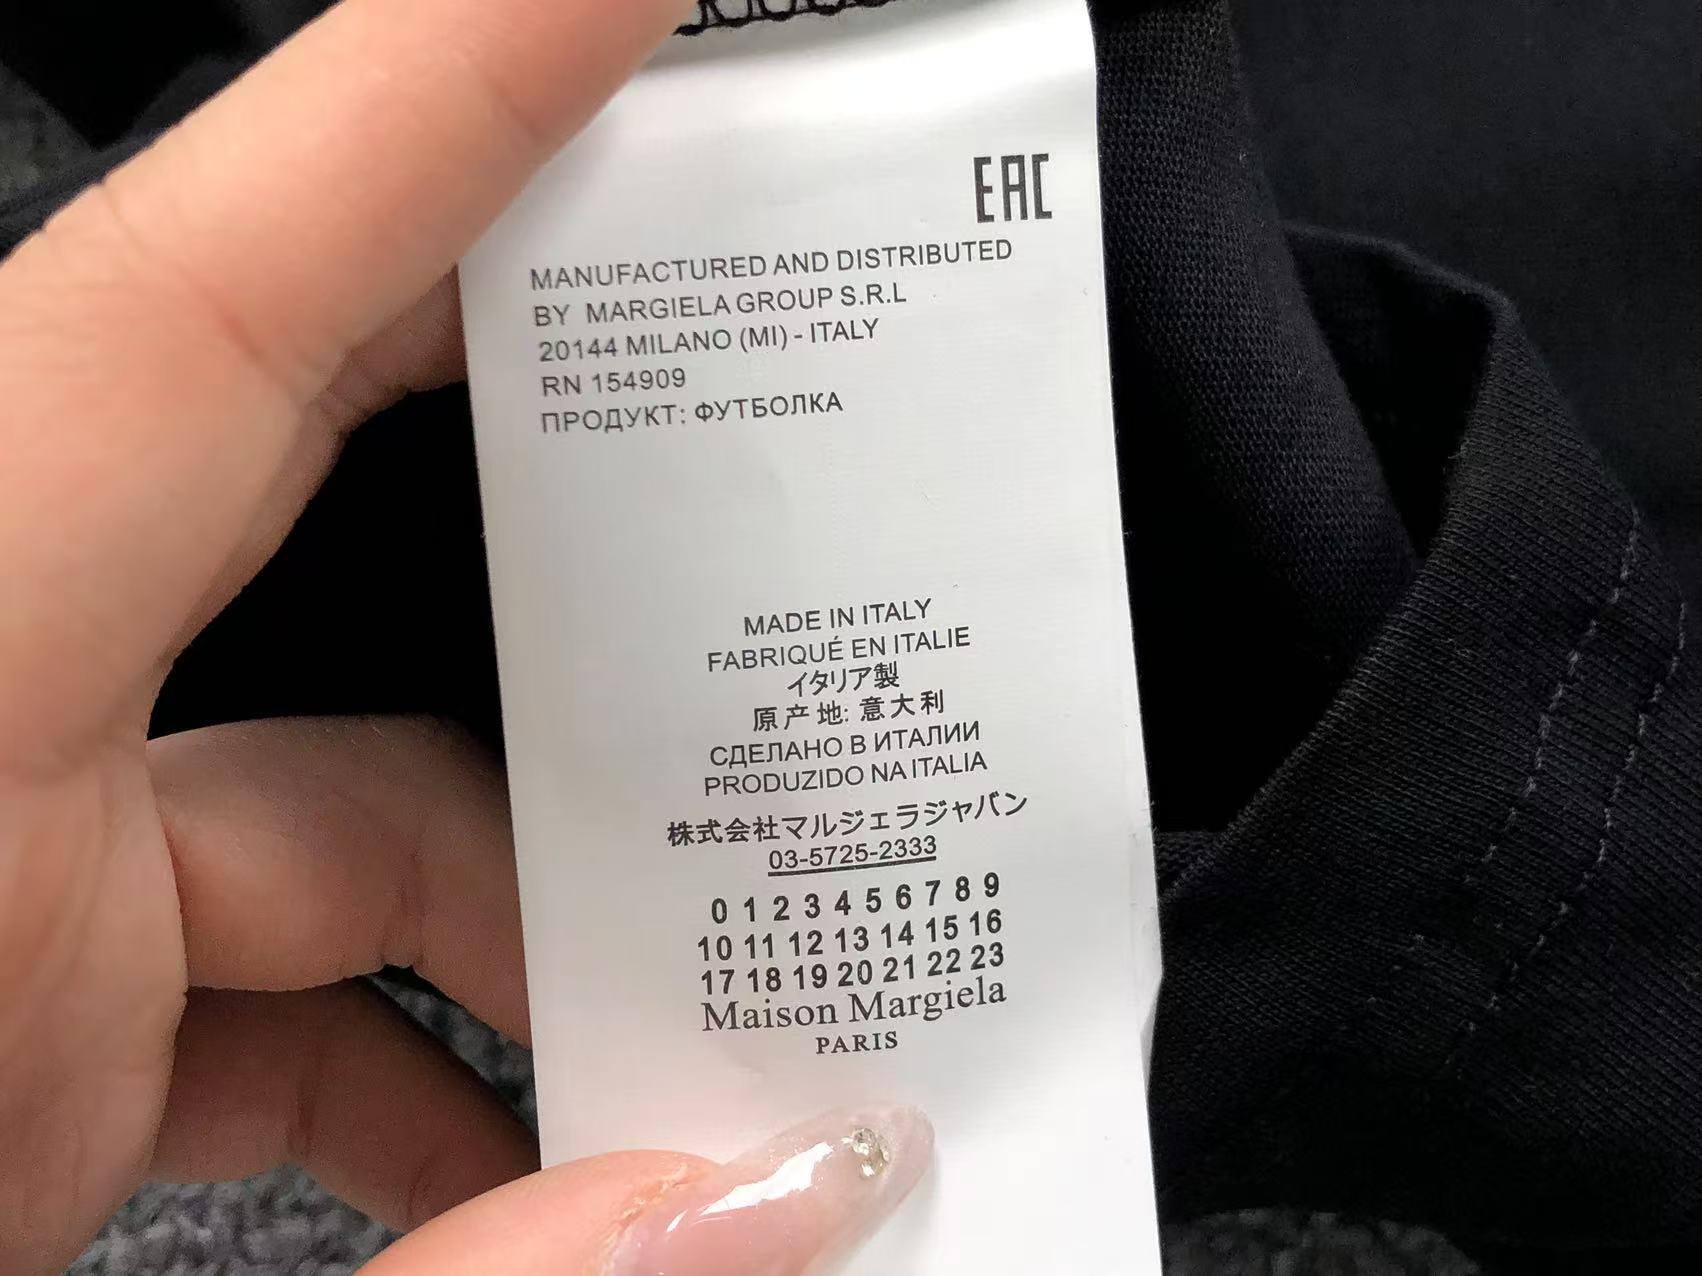 EAC
MANUFACTURED AND DISTRIBUTED
BY MARGIELA GROUP S.R.L
20144 MILANO (MI) - ITALY
RN 154909
ПРОДУКТ: ФУТБОЛКА
MADE IN ITALY
FABRIQUÉ EN ITALIE
イタリア製
原产地: 意大利
СДЕЛАНО В ИТАЛИИ
PRODUZIDO NA ITALIA
株式会社マルジェラジャパン
03-5725-2333
0 1 2 3 4 5 6 7 8 9
10 11 12 13 14 15 16
17 18 19 20 21 22 23
Maison Margiela
PARIS